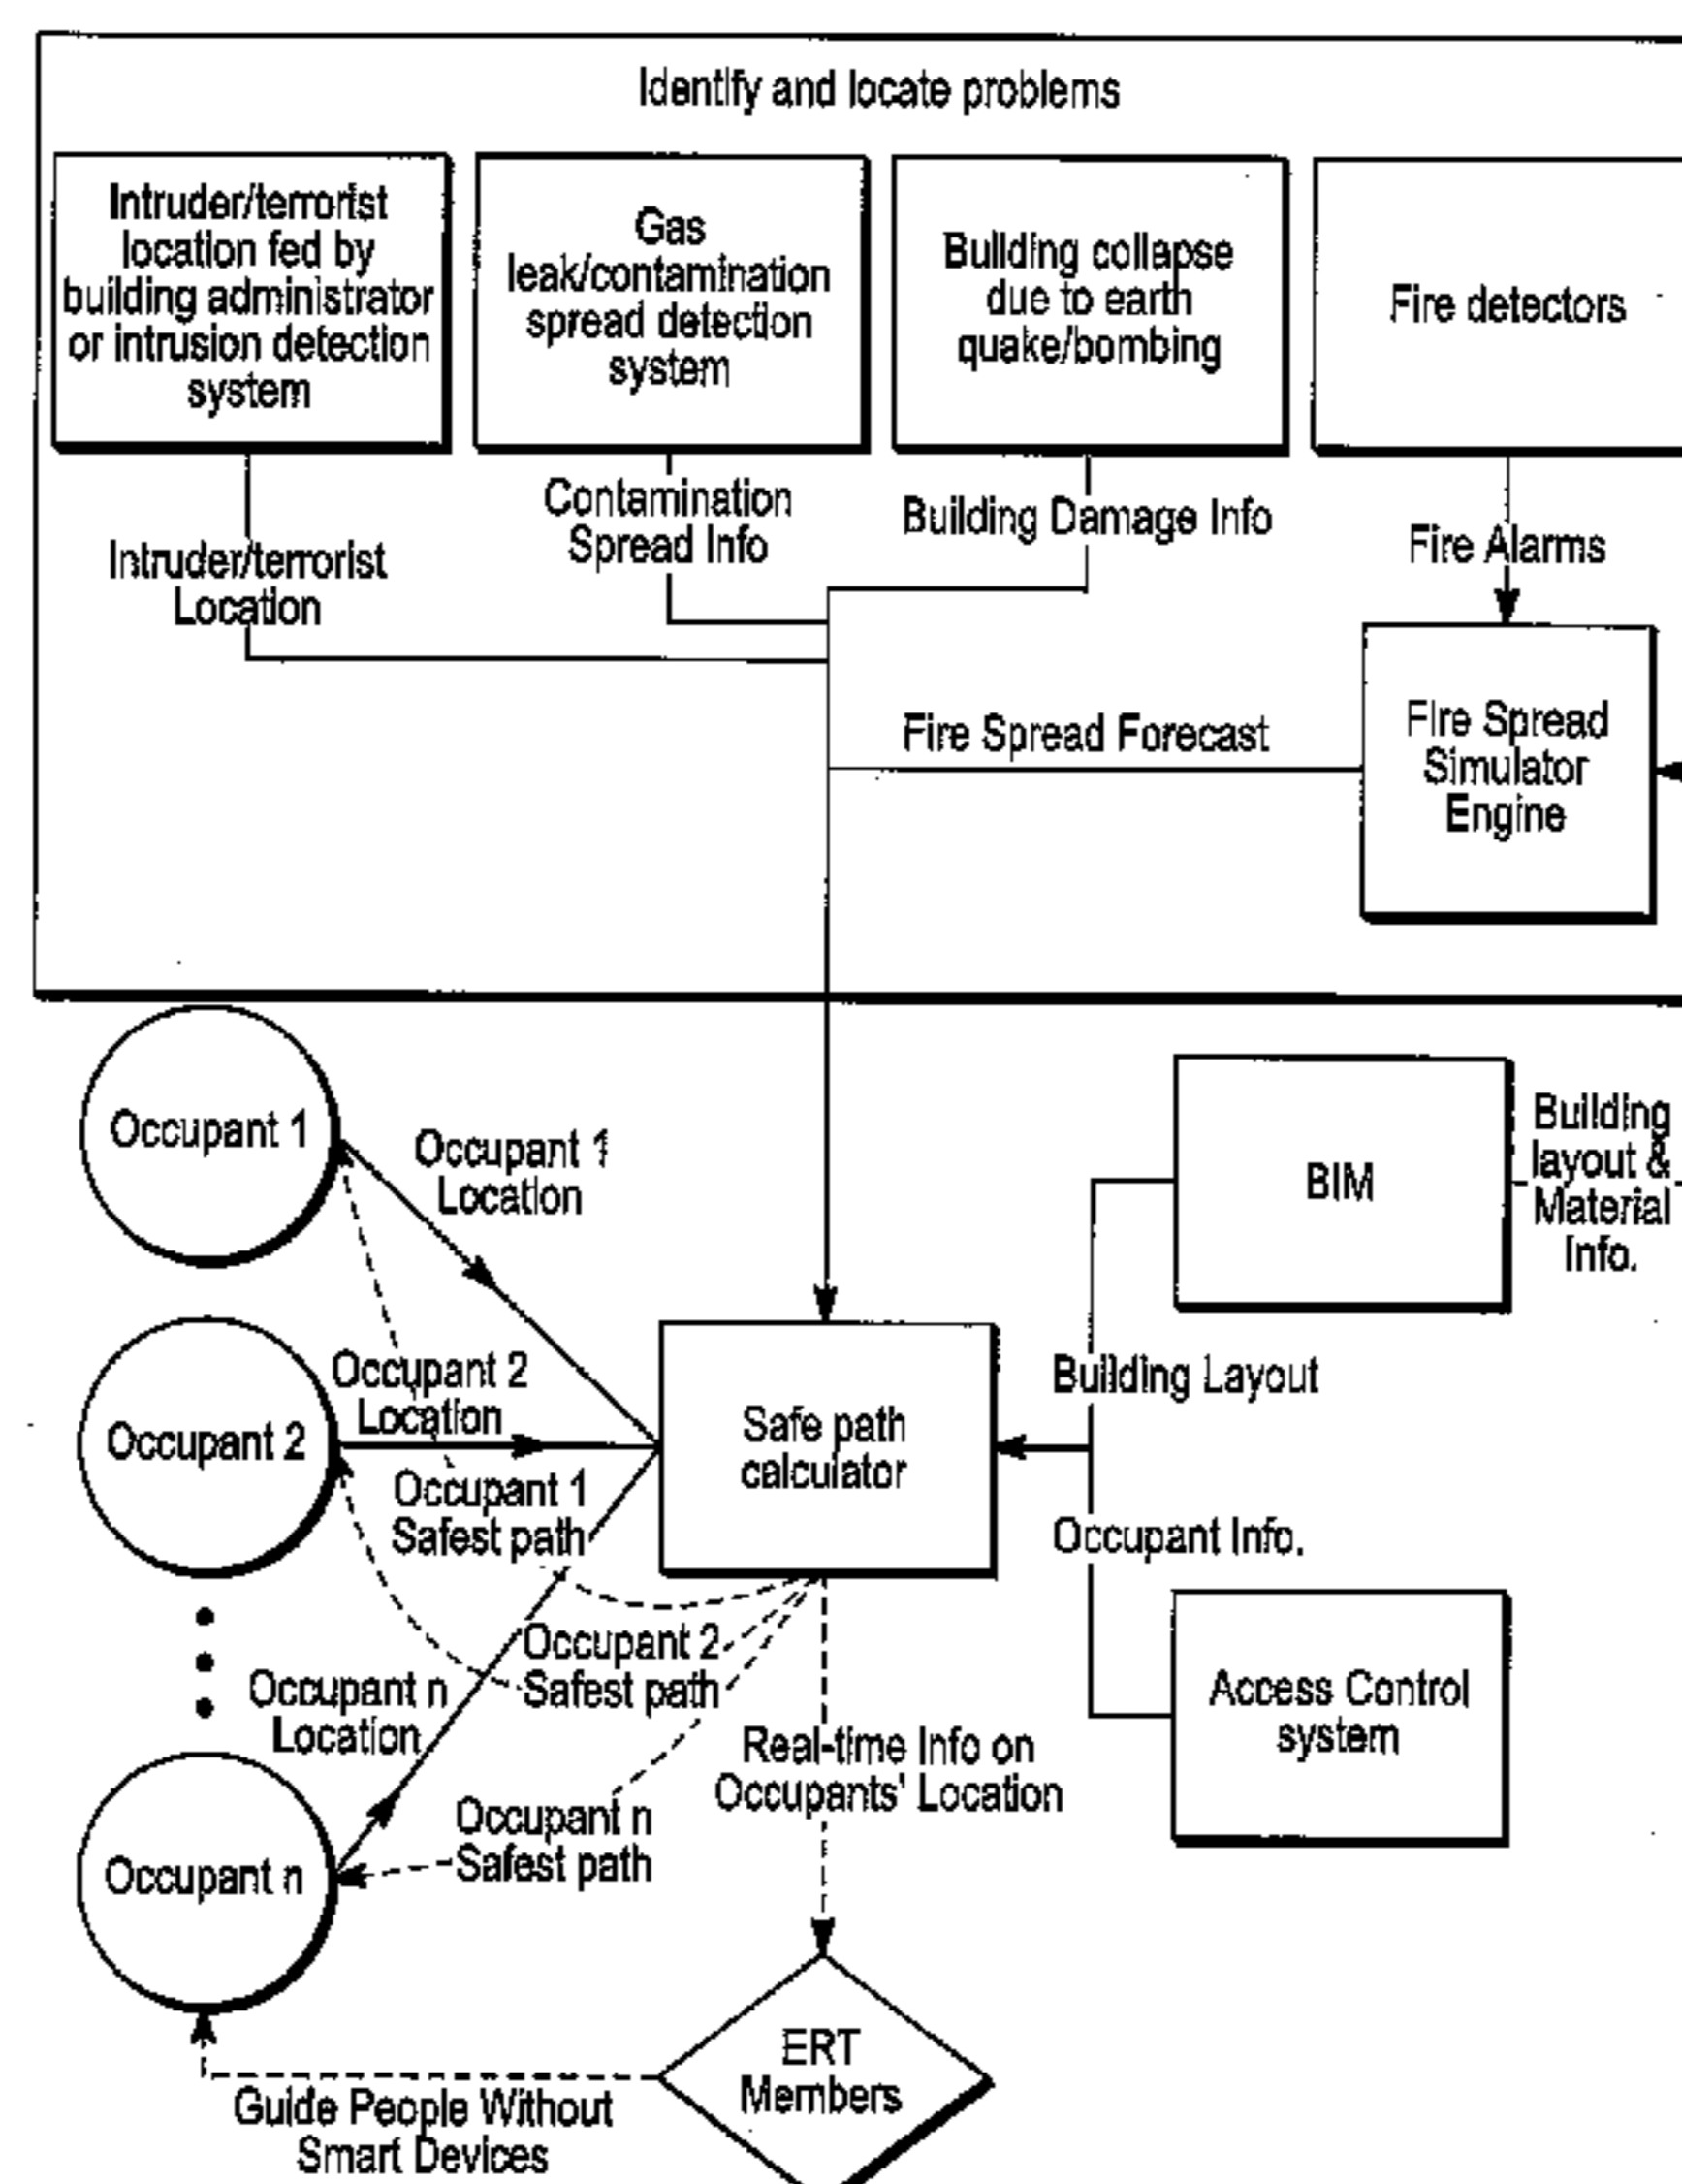 Identify and locate problems
Intruder/terrorist
location fed by
building administrator
or intrusion detection
system
Gas
leak/contamination
spread detection
system
Building collapse
due to earth
quake/bombing
Fire detectors
Intruder/terrorist
Location
Contamination
Spread Info
Building Damage Info
Fire Alarms
Fire Spread Forecast
Fire Spread
Simulator
Engine
Occupant 1
Occupant 1
Location
BIM
Building
layout &
Material
Info.
Occupant 2
Occupant 2
Location
Occupant 1
Safest path
Safe path
calculator
Building Layout
Occupant Info.
Occupant 2
Safest path
Occupant n
Location
Access Control
system
Real-time Info on
Occupants' Location
Occupant n
Occupant n
Safest path
ERT
Members
Guide People Without
Smart Devices